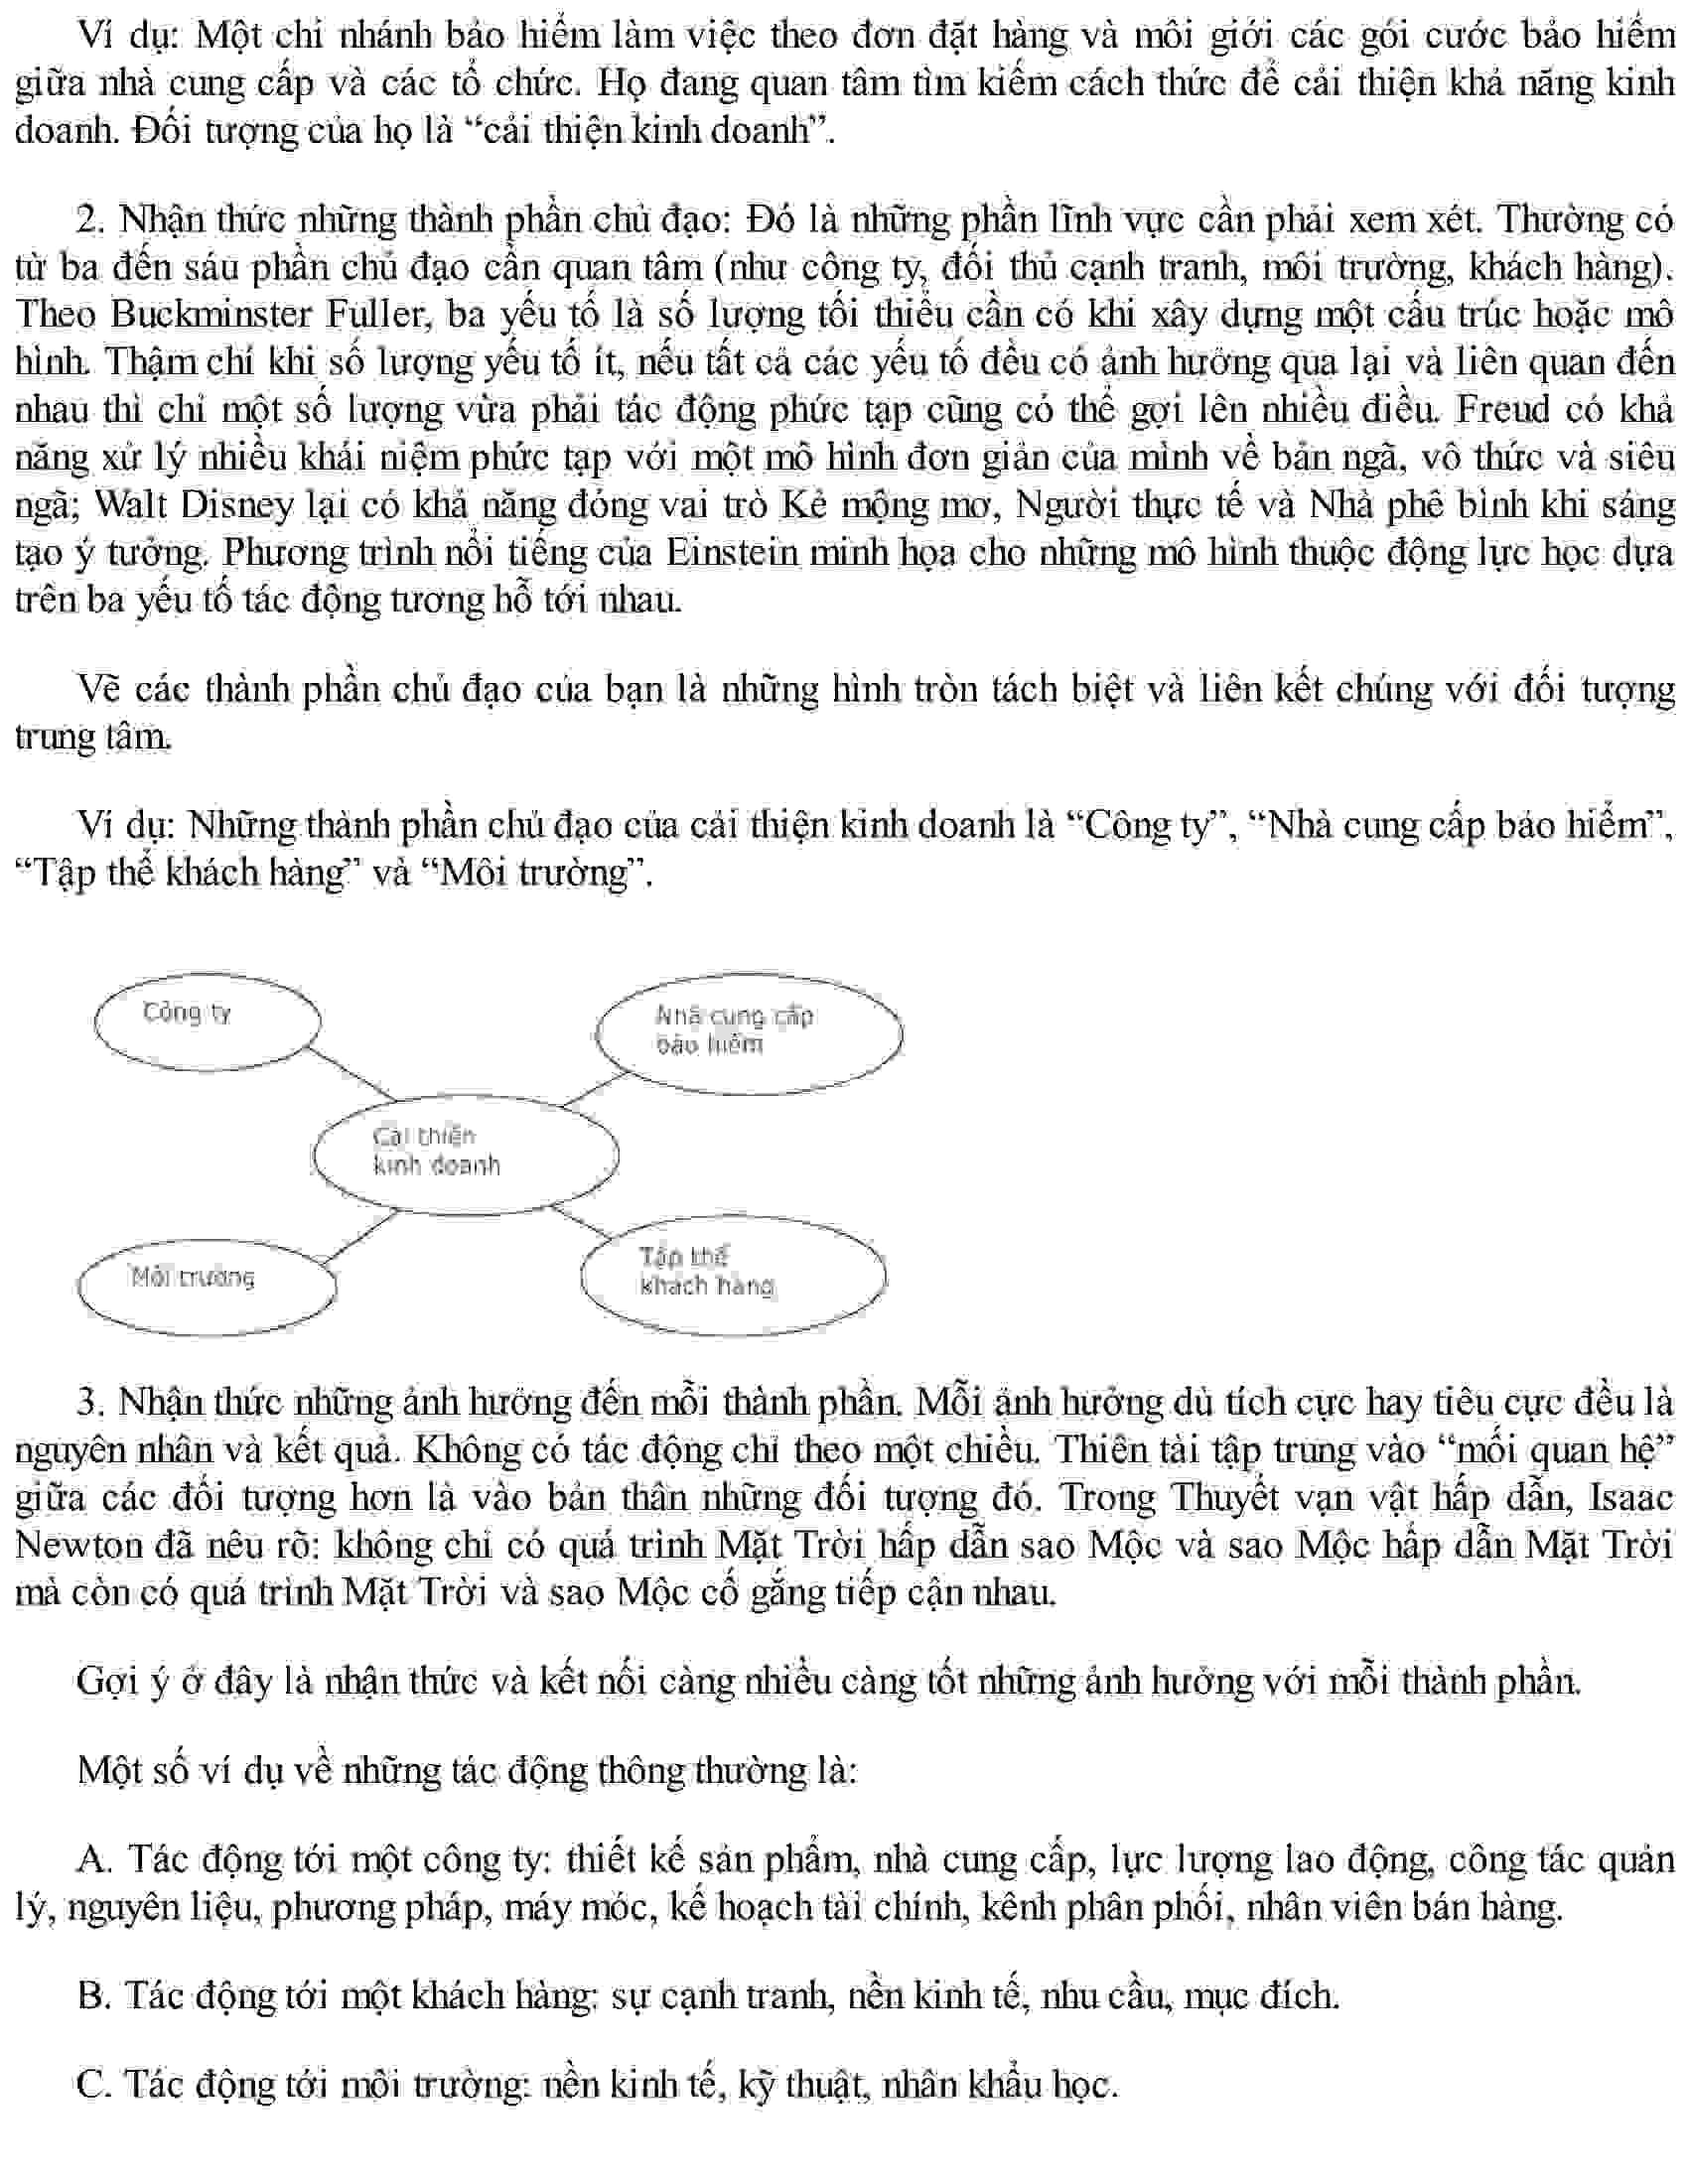 Ví dụ: Một chi nhánh bảo hiểm làm việc theo đơn đặt hàng và môi giới các gói cước bảo hiểm
giữa nhà cung cấp và các tổ chức. Họ đang quan tâm tìm kiếm cách thức để cải thiện khả năng kinh
doanh. Đối tượng của họ là “cải thiện kinh doanh”.
2. Nhận thức những thành phần chủ đạo: Đó là những phần lĩnh vực cần phải xem xét. Thường có
từ ba đến sáu phần chủ đạo cần quan tâm (như công ty, đối thủ cạnh tranh, môi trường, khách hàng).
Theo Buckminster Fuller, ba yếu tố là số lượng tối thiểu cần có khi xây dựng một cấu trúc hoặc mô
hình. Thậm chí khi số lượng yếu tố ít, nếu tất cả các yếu tố đều có ảnh hưởng qua lại và liên quan đến
nhau thì chỉ một số lượng vừa phải tác động phức tạp cũng có thể gợi lên nhiều điều. Freud có khả
năng xử lý nhiều khái niệm phức tạp với một mô hình đơn giản của mình về bản ngã, vô thức và siêu
ngã; Walt Disney lại có khả năng đóng vai trò Kẻ mộng mơ, Người thực tế và Nhà phê bình khi sáng
tạo ý tưởng. Phương trình nổi tiếng của Einstein minh họa cho những mô hình thuộc động lực học dựa
trên ba yếu tố tác động tương hỗ tới nhau.
Vẽ các thành phần chủ đạo của bạn là những hình tròn tách biệt và liên kết chúng với đối tượng
trung tâm.
Ví dụ: Những thành phần chủ đạo của cải thiện kinh doanh là “Công ty”, “Nhà cung cấp bảo hiểm”,
“Tập thể khách hàng” và “Môi trường”.
Công ty
Nhà cung cấp
bảo hiểm
Cải thiện
kinh doanh
Môi trường
Tập thể
khách hàng
3. Nhận thức những ảnh hưởng đến mỗi thành phần. Mỗi ảnh hưởng dù tích cực hay tiêu cực đều là
nguyên nhân và kết quả. Không có tác động chỉ theo một chiều. Thiên tài tập trung vào “mối quan hệ”
giữa các đối tượng hơn là vào bản thân những đối tượng đó. Trong Thuyết vạn vật hấp dẫn, Isaac
Newton đã nêu rõ: không chỉ có quá trình Mặt Trời hấp dẫn sao Mộc và sao Mộc hấp dẫn Mặt Trời
mà còn có quá trình Mặt Trời và sao Mộc cố gắng tiếp cận nhau.
Gợi ý ở đây là nhận thức và kết nối càng nhiều càng tốt những ảnh hưởng với mỗi thành phần.
Một số ví dụ về những tác động thông thường là:
A. Tác động tới một công ty: thiết kế sản phẩm, nhà cung cấp, lực lượng lao động, công tác quản
lý, nguyên liệu, phương pháp, máy móc, kế hoạch tài chính, kênh phân phối, nhân viên bán hàng.
B. Tác động tới một khách hàng: sự cạnh tranh, nền kinh tế, nhu cầu, mục đích.
C. Tác động tới môi trường: nền kinh tế, kỹ thuật, nhân khẩu học.